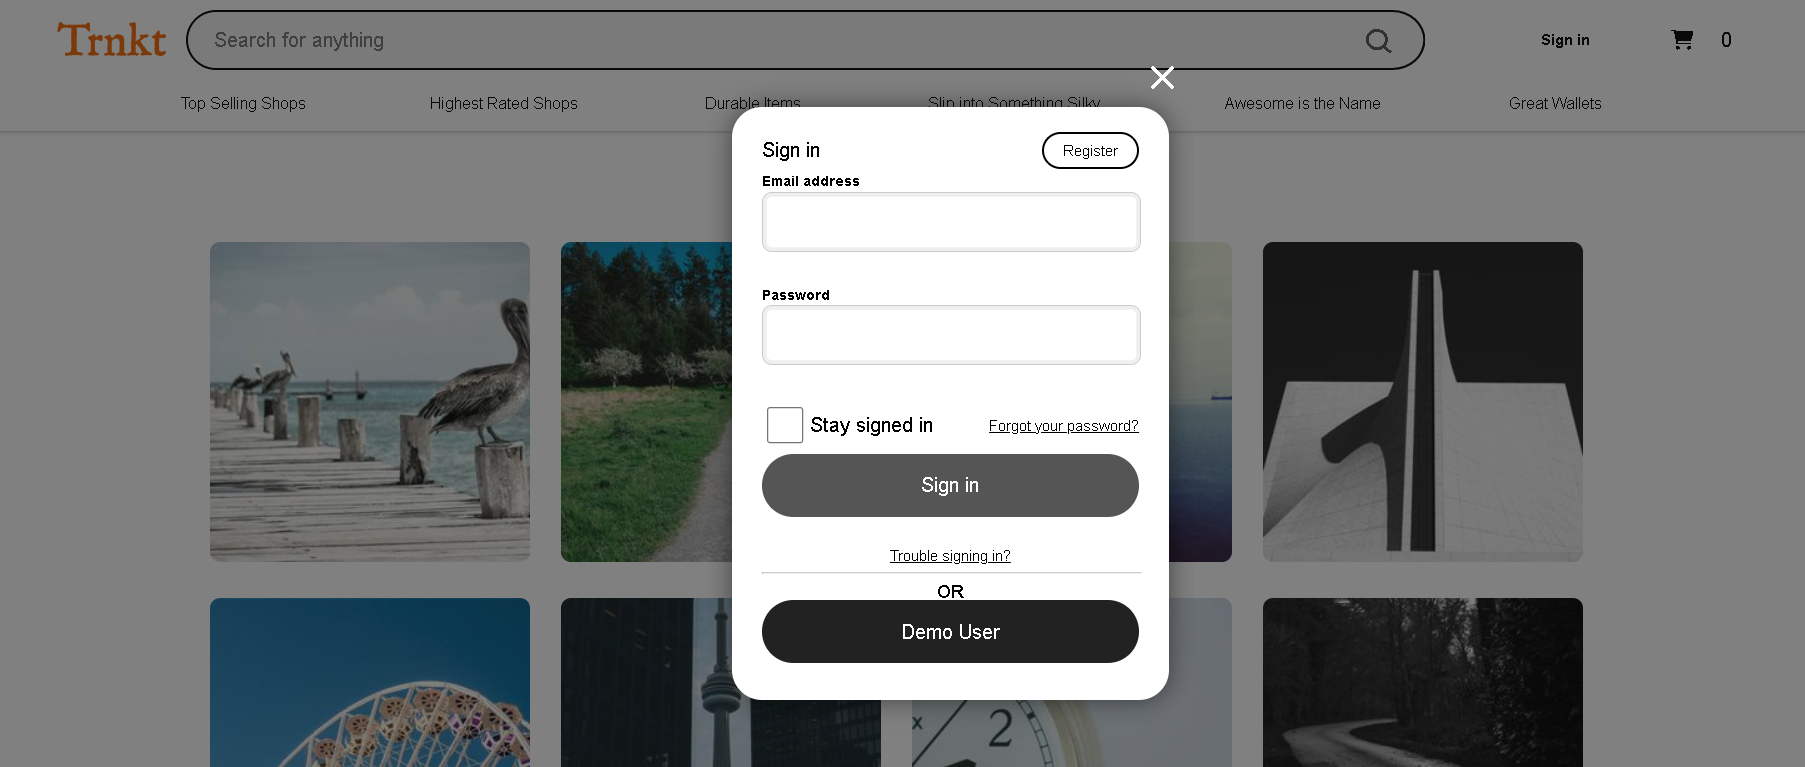 Trnkt
Search for anything
Sign in
0
Top Selling Shops
Highest Rated Shops
Durable Items
Slip into Something Silky
Awesome is the Name
Great Wallets
Sign in
Register
Email address
Password
Stay signed in
Forgot your password?
Sign in
Trouble signing in?
OR
Demo User
x
2